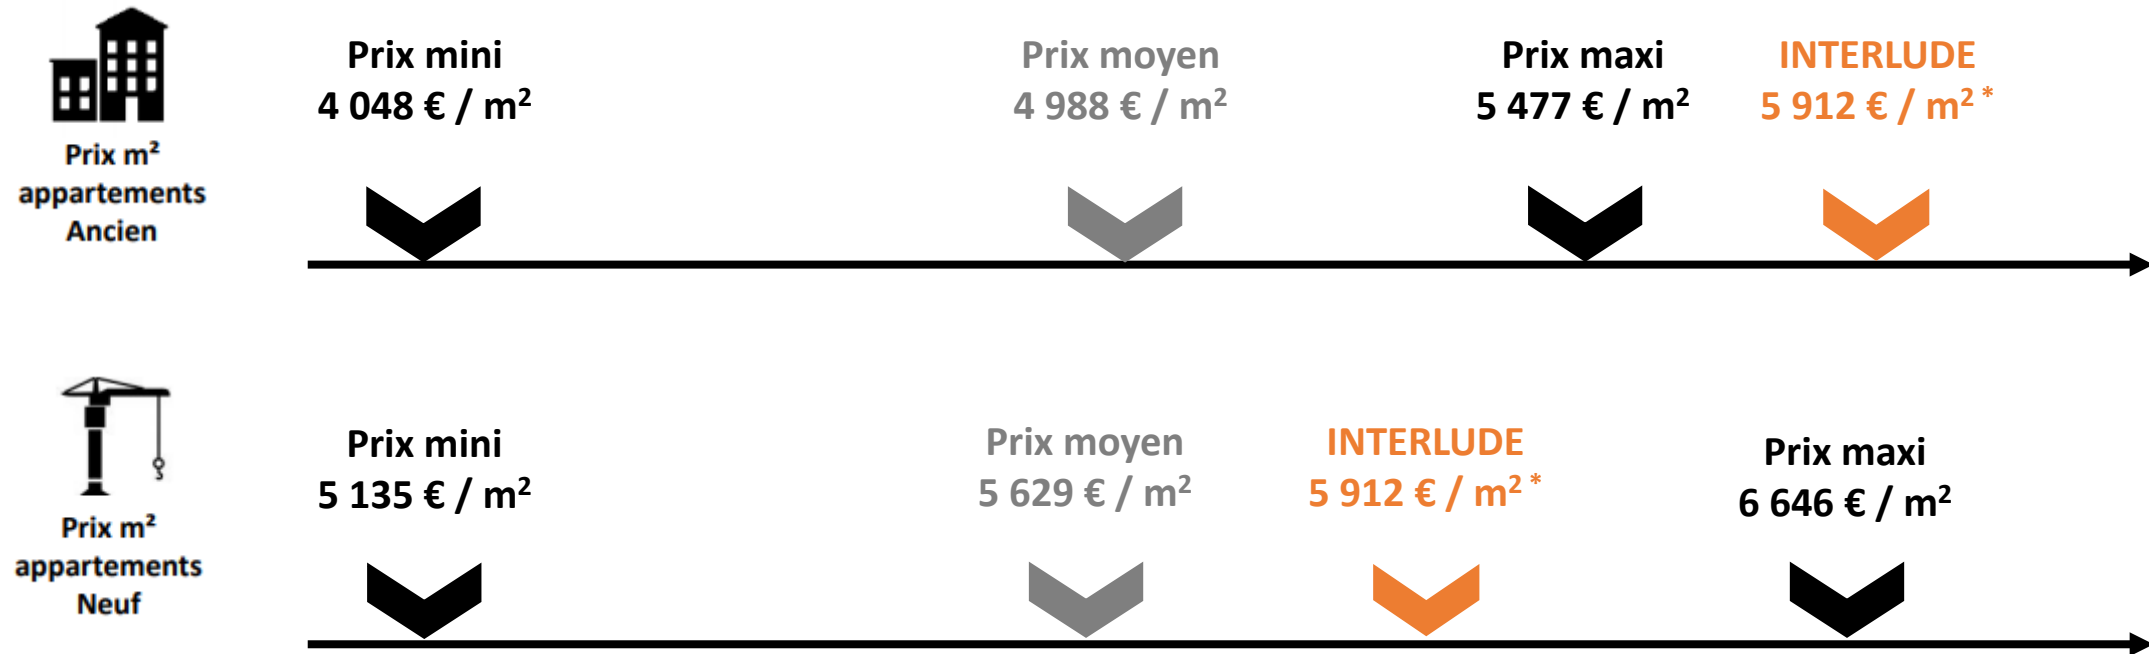 Prix m²
appartements
Ancien
Prix mini
4 048 € / m²
Prix moyen
4 988 € / m²
Prix maxi
5 477 € / m²
INTERLUDE
5 912 € / m² *
Prix m²
appartements
Neuf
Prix mini
5 135 € / m²
Prix moyen
5 629 € / m²
INTERLUDE
5 912 € / m² *
Prix maxi
6 646 € / m²